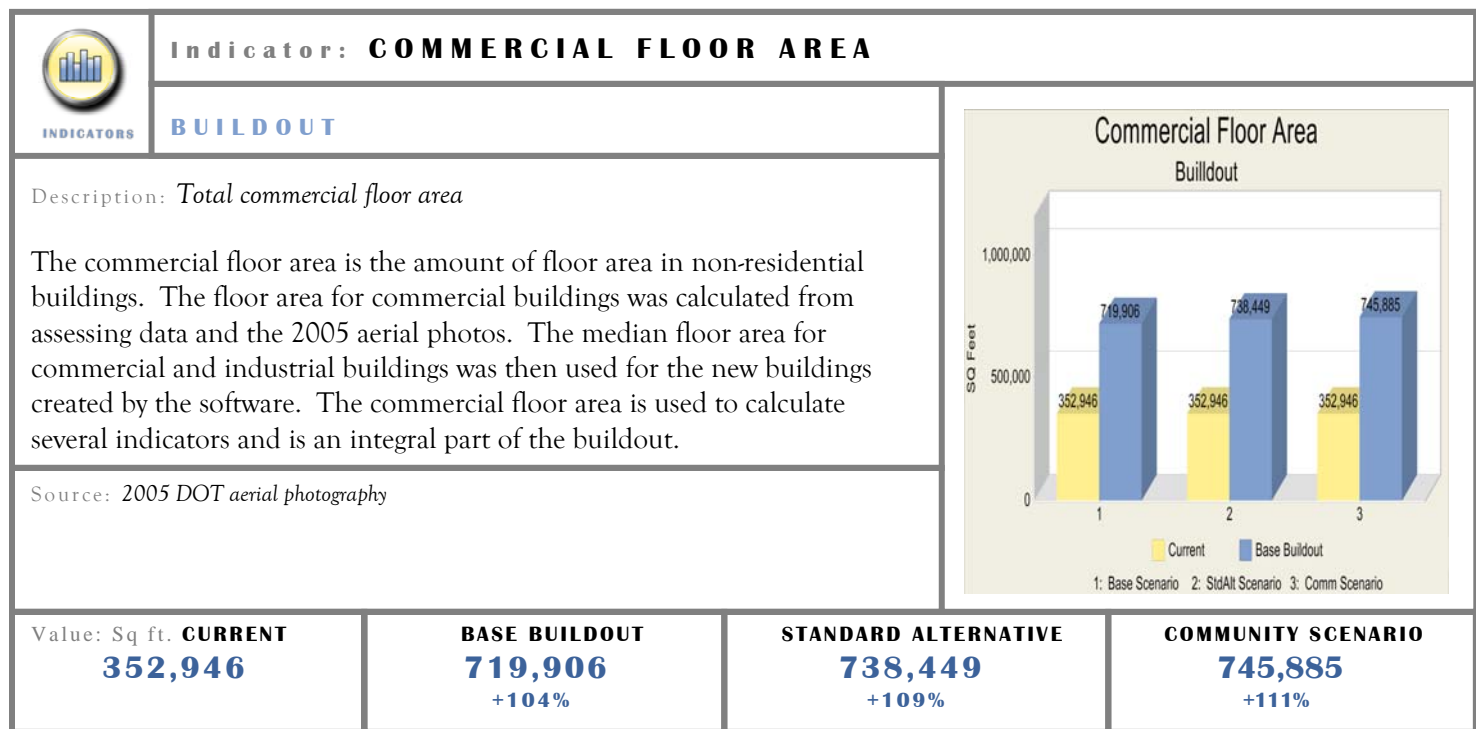 Indicator: COMMERCIAL FLOOR AREA
INDICATORS
BUILDOUT
Description: Total commercial floor area
The commercial floor area is the amount of floor area in non-residential
buildings. The floor area for commercial buildings was calculated from
assessing data and the 2005 aerial photos. The median floor area for
commercial and industrial buildings was then used for the new buildings
created by the software. The commercial floor area is used to calculate
several indicators and is an integral part of the buildout.
Source: 2005 DOT aerial photography
Commercial Floor Area
Builldout
SQ Feet
1,000,000
500,000
0
352,946
719,906
352,946
738,449
352,946
745,885
1 2 3
Current Base Buildout
1: Base Scenario 2: StdAlt Scenario 3: Comm Scenario
Value: Sq ft. CURRENT
352,946
BASE BUILDOUT
719,906
+104%
STANDARD ALTERNATIVE
738,449
+109%
COMMUNITY SCENARIO
745,885
+111%